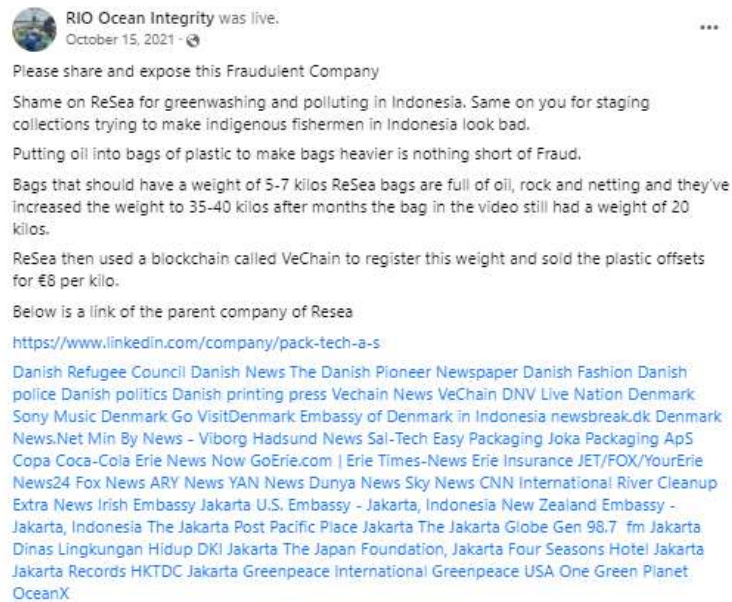 RIO Ocean Integrity was live.
October 15, 2021 ·
Please share and expose this Fraudulent Company
Shame on ReSea for greenwashing and polluting in Indonesia. Same on you for staging
collections trying to make indigenous fishermen in Indonesia look bad.
Putting oil into bags of plastic to make bags heavier is nothing short of Fraud.
Bags that should have a weight of 5-7 kilos ReSea bags are full of oil, rock and netting and they've
increased the weight to 35-40 kilos after months the bag in the video still had a weight of 20
kilos.
ReSea then used a blockchain called VeChain to register this weight and sold the plastic offsets
for €8 per kilo.
Below is a link of the parent company of Resea
https://www.linkedin.com/company/pack-tech-a-s
Danish Refugee Council Danish News The Danish Pioneer Newspaper Danish Fashion Danish
police Danish politics Danish printing press Vechain News VeChain DNV Live Nation Denmark
Sony Music Denmark Go VisitDenmark Embassy of Denmark in Indonesia newsbreak.dk Denmark
News.Net Min By News - Viborg Hadsund News Sal-Tech Easy Packaging Joka Packaging ApS
Copa Coca-Cola Erie News Now GoErie.com | Erie Times-News Erie Insurance JET/FOX/YourErie
News24 Fox News ARY News YAN News Dunya News Sky News CNN International River Cleanup
Extra News Irish Embassy Jakarta U.S. Embassy - Jakarta, Indonesia New Zealand Embassy -
Jakarta, Indonesia The Jakarta Post Pacific Place Jakarta The Jakarta Globe Gen 98.7 fm Jakarta
Dinas Lingkungan Hidup DKI Jakarta The Japan Foundation, Jakarta Four Seasons Hotel Jakarta
Jakarta Records HKTDC Jakarta Greenpeace International Greenpeace USA One Green Planet
OceanX